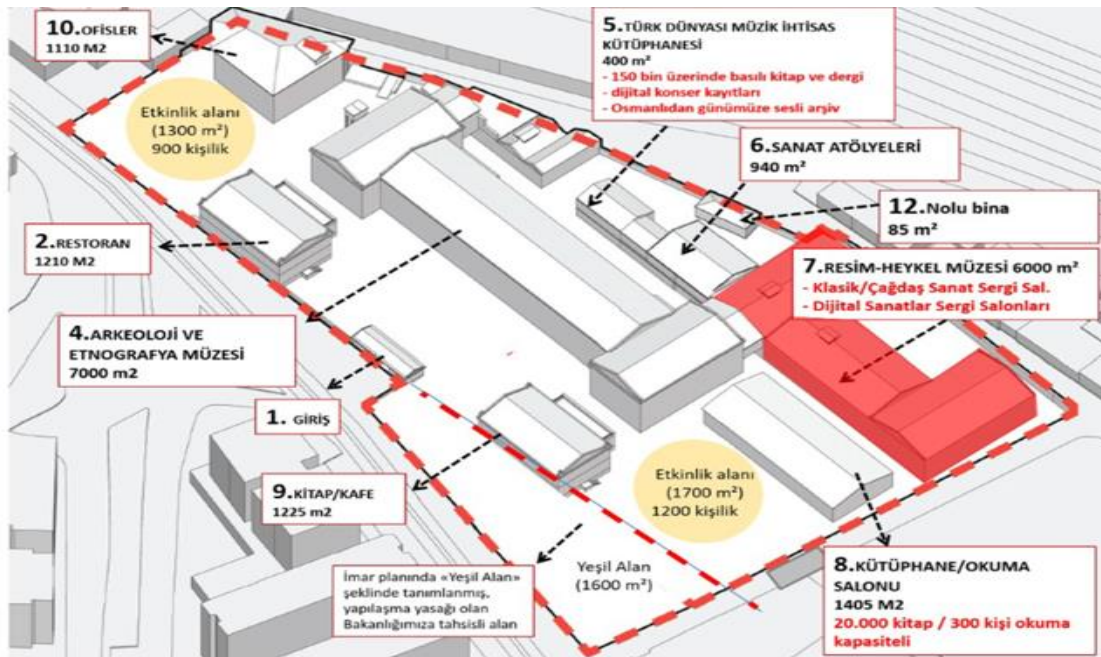 10.OFİSLER
1110 M2
5.TÜRK DÜNYASI MÜZİK İHTİSAS
KÜTÜPHANESİ
400 m²
- 150 bin üzerinde basılı kitap ve dergi
- dijital konser kayıtları
- Osmanlıdan günümüze sesli arşiv
Etkinlik alanı
(1300 m²)
900 kişilik
6.SANAT ATÖLYELERİ
940 m²
12.Nolu bina
85 m²
2.RESTORAN
1210 M2
7.RESİM-HEYKEL MÜZESİ 6000 m²
- Klasik/Çağdaş Sanat Sergi Sal.
- Dijital Sanatlar Sergi Salonları
4.ARKEOLOJİ VE
ETNOGRAFYA MÜZESİ
7000 m2
1. GİRİŞ
9.KİTAP/KAFE
1225 m2
Etkinlik alanı
(1700 m²)
1200 kişilik
İmar planında «Yeşil Alan»
şeklinde tanımlanmış,
yapılaşma yasağı olan
Bakanlığımıza tahsisli alan
Yeşil Alan
(1600 m²)
8.KÜTÜPHANE/OKUMA
SALONU
1405 M2
20.000 kitap / 300 kişi okuma
kapasiteli